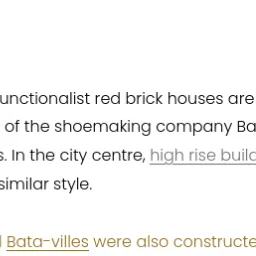 unctionalist red brick houses are
of the shoemaking company Ba
s. In the city centre, high rise build
similar style.
l Bata-villes were also constructe